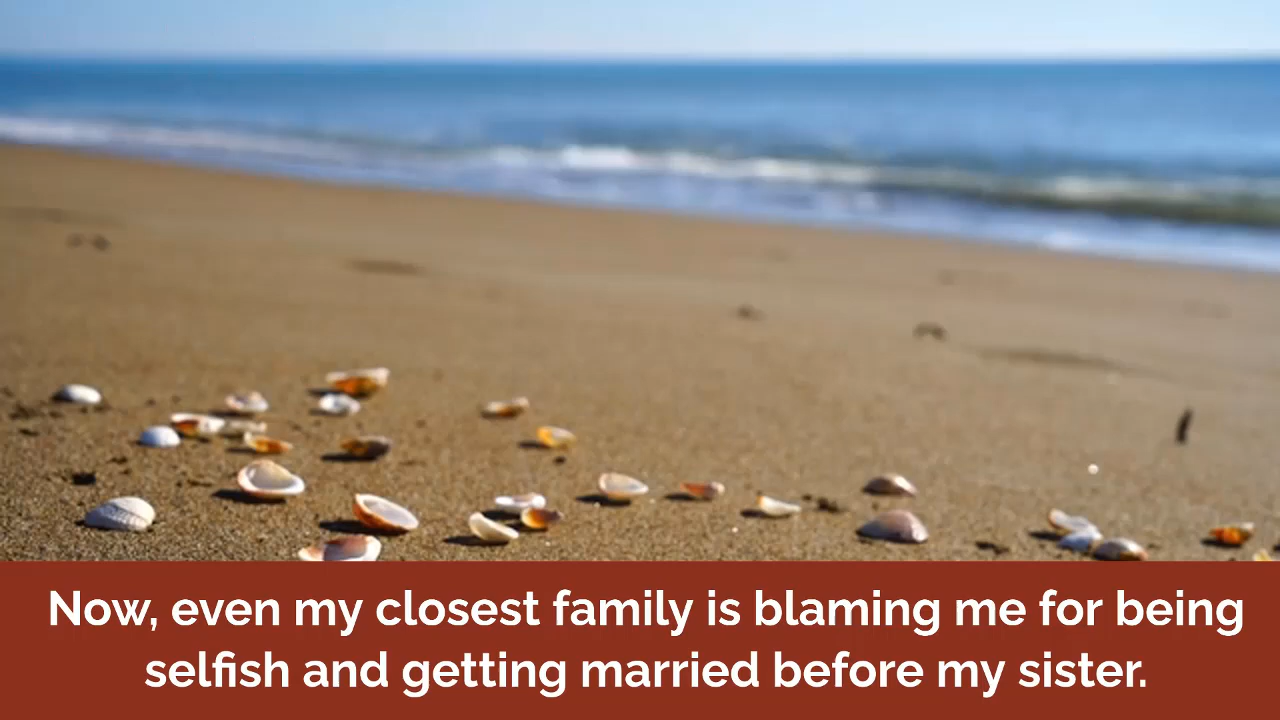 Now, even my closest family is blaming me for being
selfish and getting married before my sister.